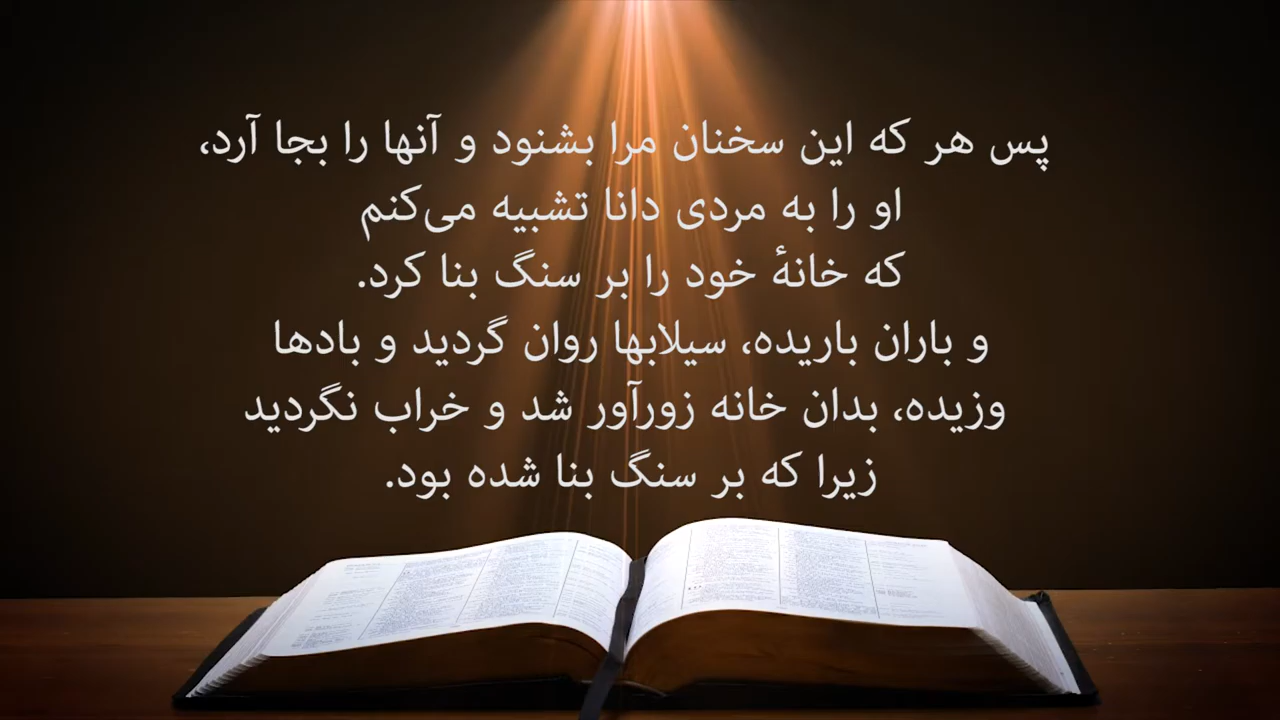 پس هر که این سخنان مرا بشنود و آنها را بجا آرد،
او را به مردی دانا تشبیه می‌کنم
که خانهٔ خود را بر سنگ بنا کرد.
و باران باریده، سیلابها روان گردید و بادها
وزیده، بدان خانه زورآور شد و خراب نگردید
زیرا که بر سنگ بنا شده بود.